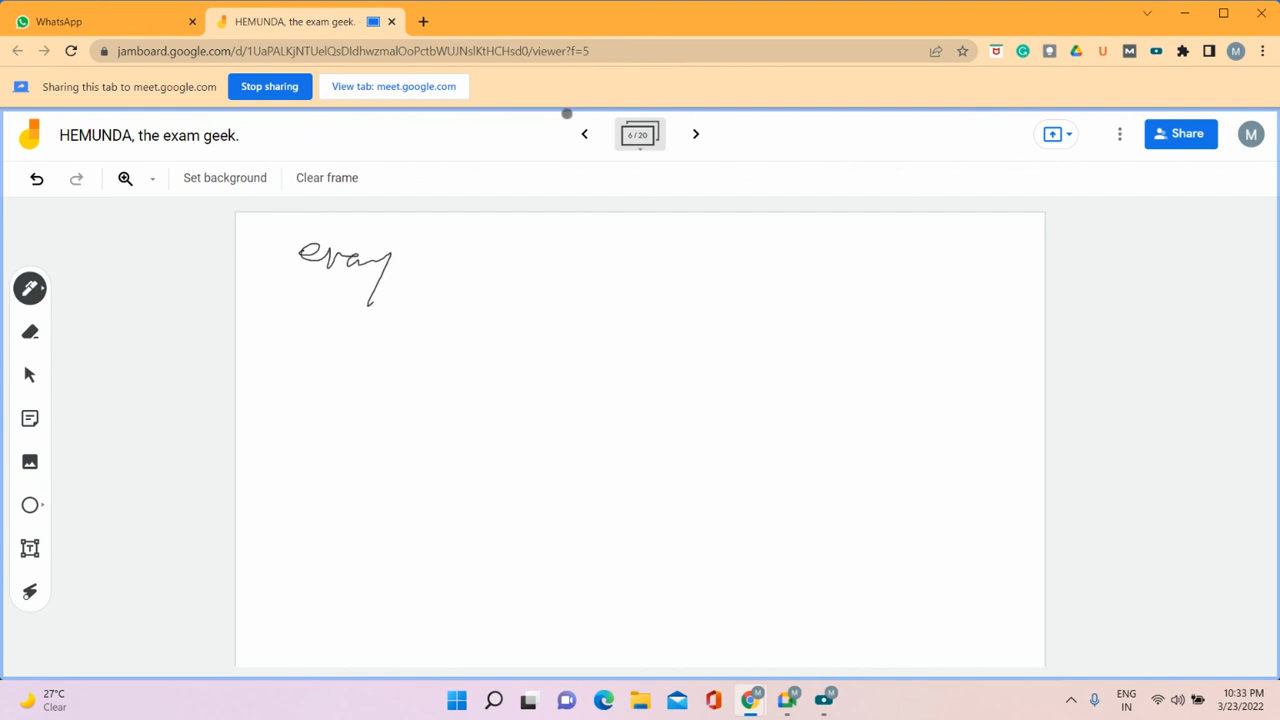 WhatsApp
HEMUNDA, the exam geek.
jamboard.google.com/d/1UaPALKjNTUelQsDldhwzmalOoPctbWUJNslKtHCHsd0/viewer?f=5
M
Sharing this tab to meet.google.com
Stop sharing
View tab: meet.google.com
HEMUNDA, the exam geek.
6 / 20
Share
M
Set background
Clear frame
27°C
Clear
ENG
IN
10:33 PM
3/23/2022